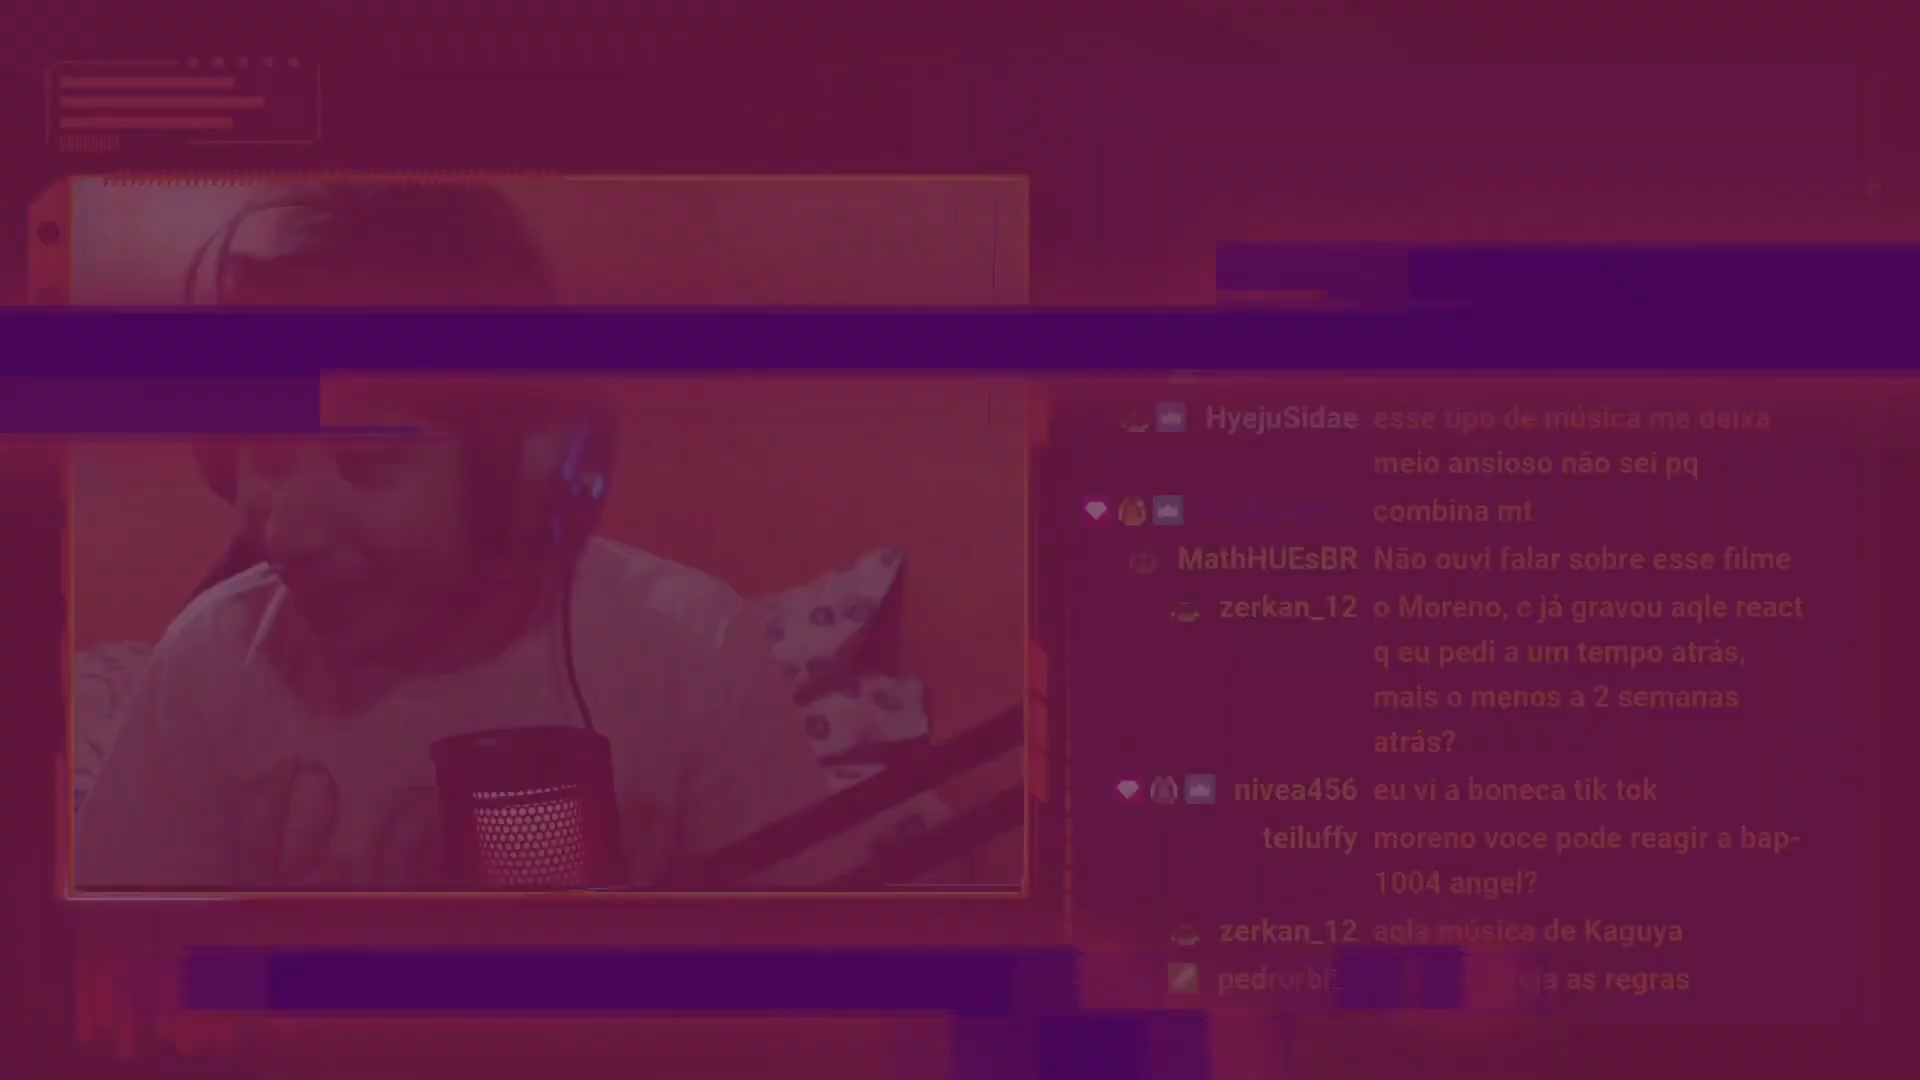 HyejuSidae esse tipo de música me deixa
meio ansioso não sei pq
combina mt
MathHUEsBR Não ouvi falar sobre esse filme
zerkan_12 o Moreno, c já gravou aqle react
q eu pedi a um tempo atrás,
mais o menos a 2 semanas
atrás?
nivea456 eu vi a boneca tik tok
teiluffy moreno voce pode reagir a bap-
1004 angel?
zerkan_12 aqla música de Kaguya
as regras